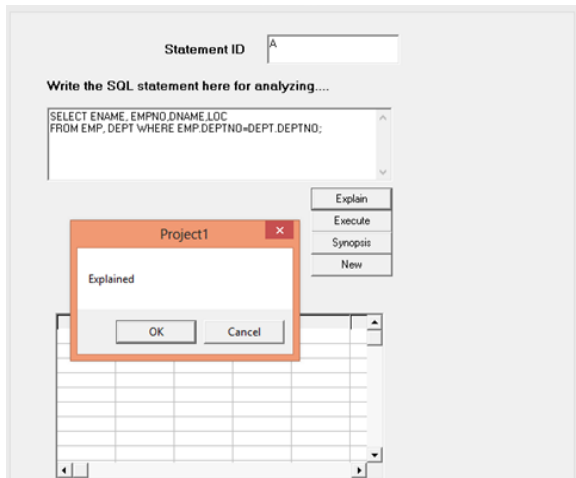 Statement ID
A
Write the SQL statement here for analyzing....
SELECT ENAME, EMPNO,DNAME,LOC
FROM EMP, DEPT WHERE EMP.DEPTNO=DEPT.DEPTNO;
Explain
Execute
Synopsis
New
Project1
Explained
OK
Cancel